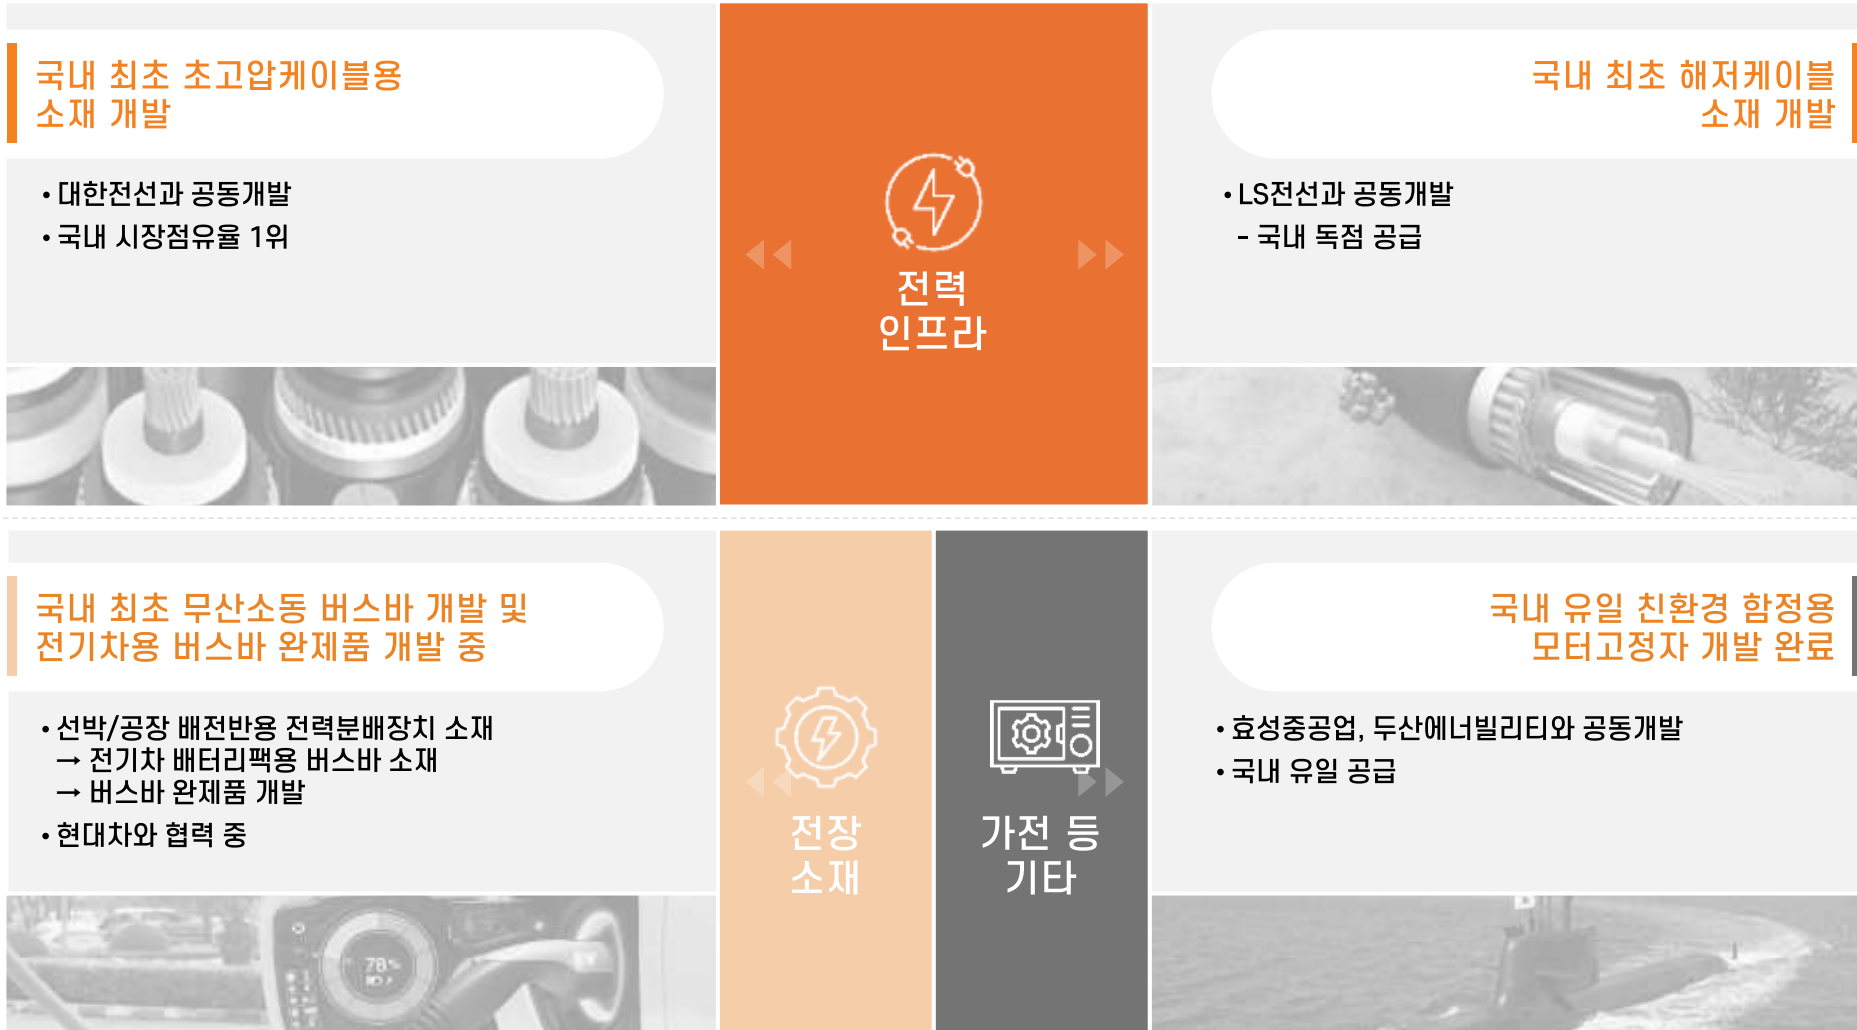 국내 최초 초고압케이블용
소재 개발
• 대한전선과 공동개발
• 국내 시장점유율 1위
전력
인프라
국내 최초 해저케이블
소재 개발
• LS전선과 공동개발
- 국내 독점 공급
국내 최초 무산소동 버스바 개발 및
전기차용 버스바 완제품 개발 중
• 선박/공장 배전반용 전력분배장치 소재
→ 전기차 배터리팩용 버스바 소재
→ 버스바 완제품 개발
• 현대차와 협력 중
전장
소재
가전 등
기타
국내 유일 친환경 함정용
모터고정자 개발 완료
• 효성중공업, 두산에너빌리티와 공동개발
• 국내 유일 공급
78%